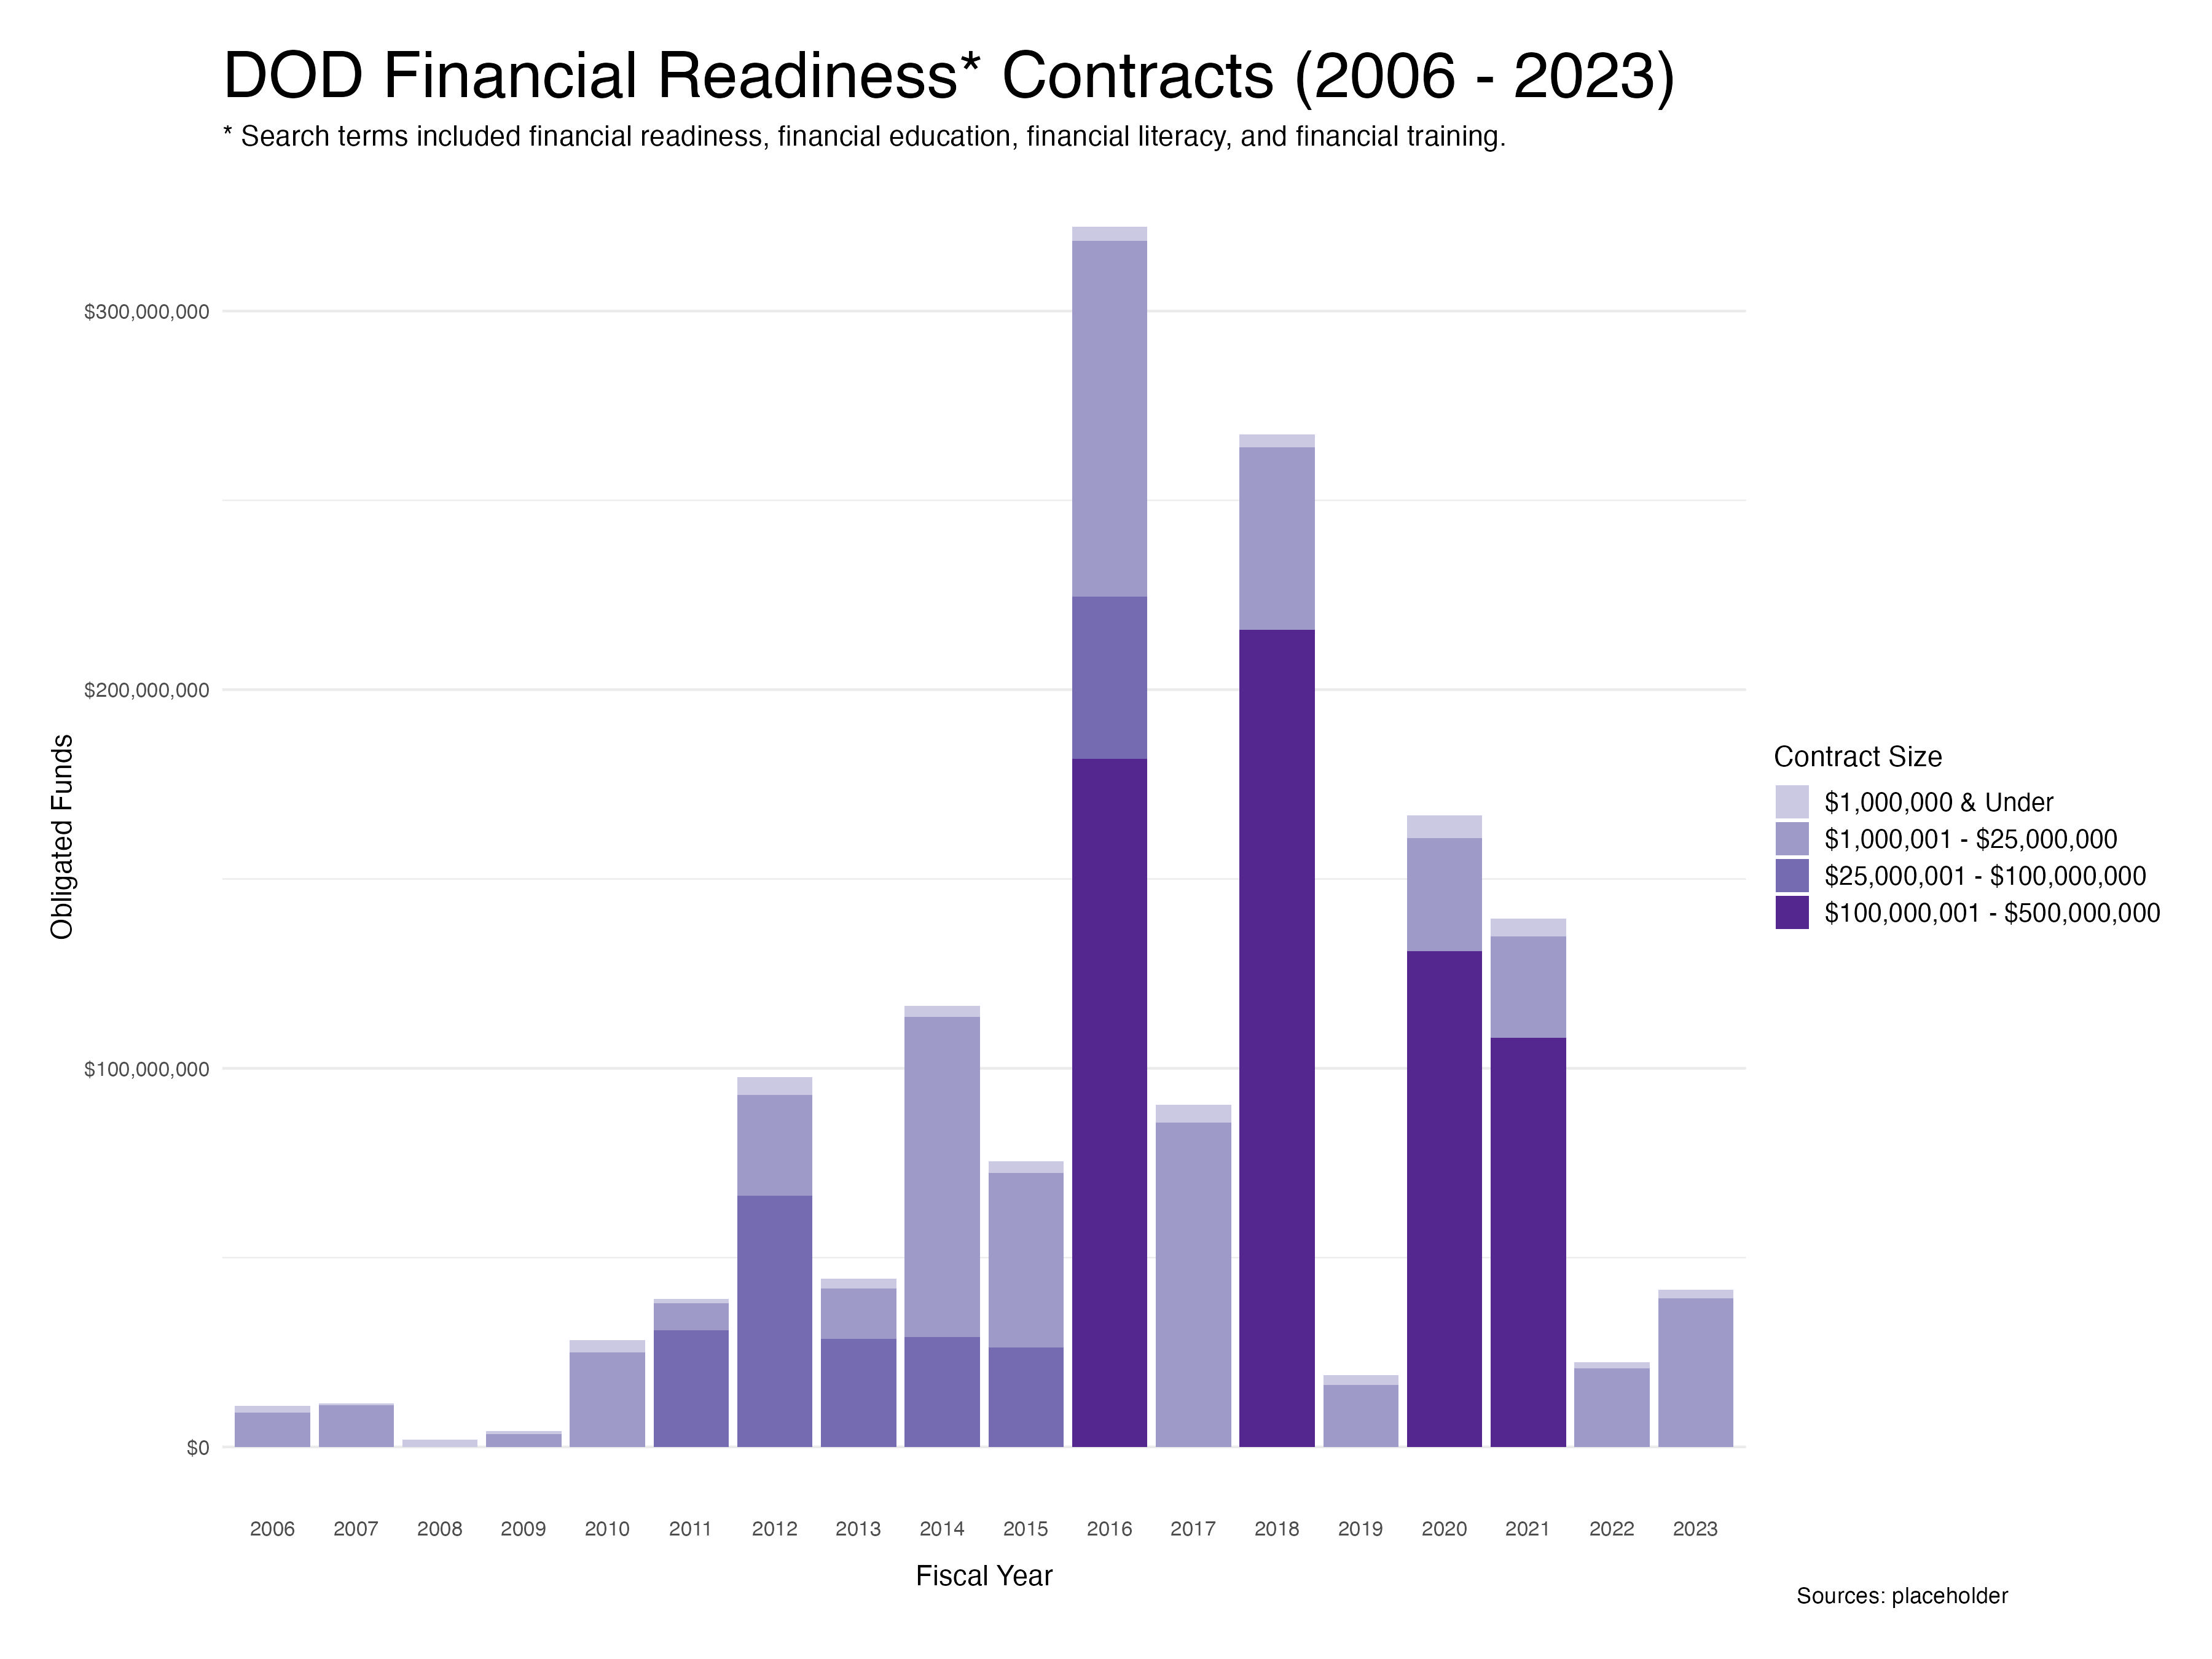 DOD Financial Readiness* Contracts (2006 - 2023)
* Search terms included financial readiness, financial education, financial literacy, and financial training.
$300,000,000
$200,000,000
$100,000,000
$0
Obligated Funds
2006 2007 2008 2009 2010 2011 2012 2013 2014 2015 2016 2017 2018 2019 2020 2021 2022 2023
Fiscal Year
Contract Size
$1,000,000 & Under
$1,000,001 - $25,000,000
$25,000,001 - $100,000,000
$100,000,001 - $500,000,000
Sources: placeholder